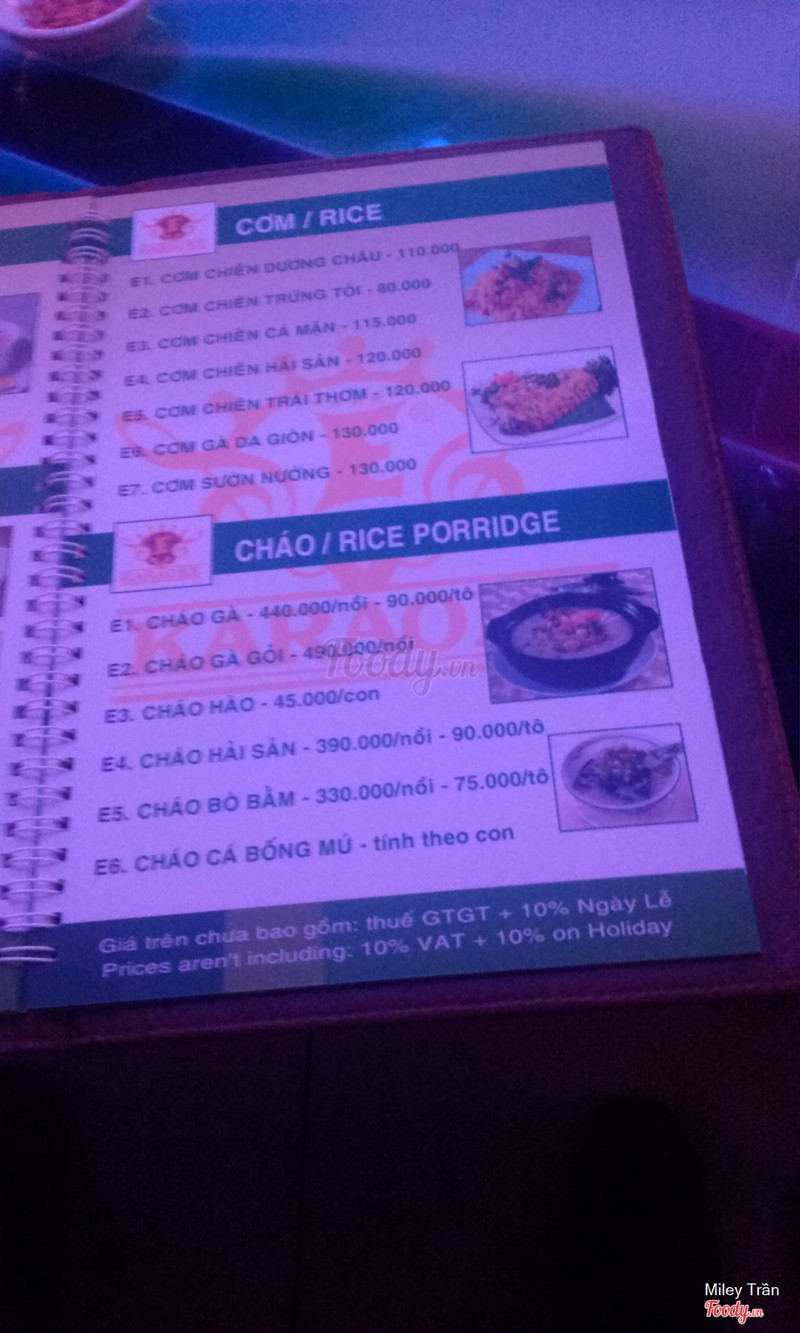 CƠM / RICE
E1. CƠM CHIÊN DƯƠNG CHÂU - 110.000
E2. CƠM CHIÊN TRỨNG TỎI - 80.000
E3. CƠM CHIÊN CÁ MẶN - 115.000
E4. CƠM CHIÊN HẢI SẢN - 120.000
E5. CƠM CHIÊN TRÁI THƠM - 120.000
E6. CƠM GÀ DA GIÒN - 130.000
E7. CƠM SƯỜN NƯỚNG - 130.000
KARAOKE
CHÁO / RICE PORRIDGE
E1. CHÁO GÀ - 440.000/nồi - 90.000/tô
E2. CHÁO GÀ GỎI - 490.000/nồi
E3. CHÁO HÀO - 45.000/con
E4. CHÁO HẢI SẢN - 390.000/nồi - 90.000/tô
E5. CHÁO BÒ BẰM - 330.000/nồi - 75.000/tô
E6. CHÁO CÁ BỐNG MÚ - tính theo con
Giá trên chưa bao gồm: thuế GTGT + 10% Ngày Lễ
Prices aren't including: 10% VAT + 10% on Holiday
Foody.vn
Miley Trần
Foody.vn